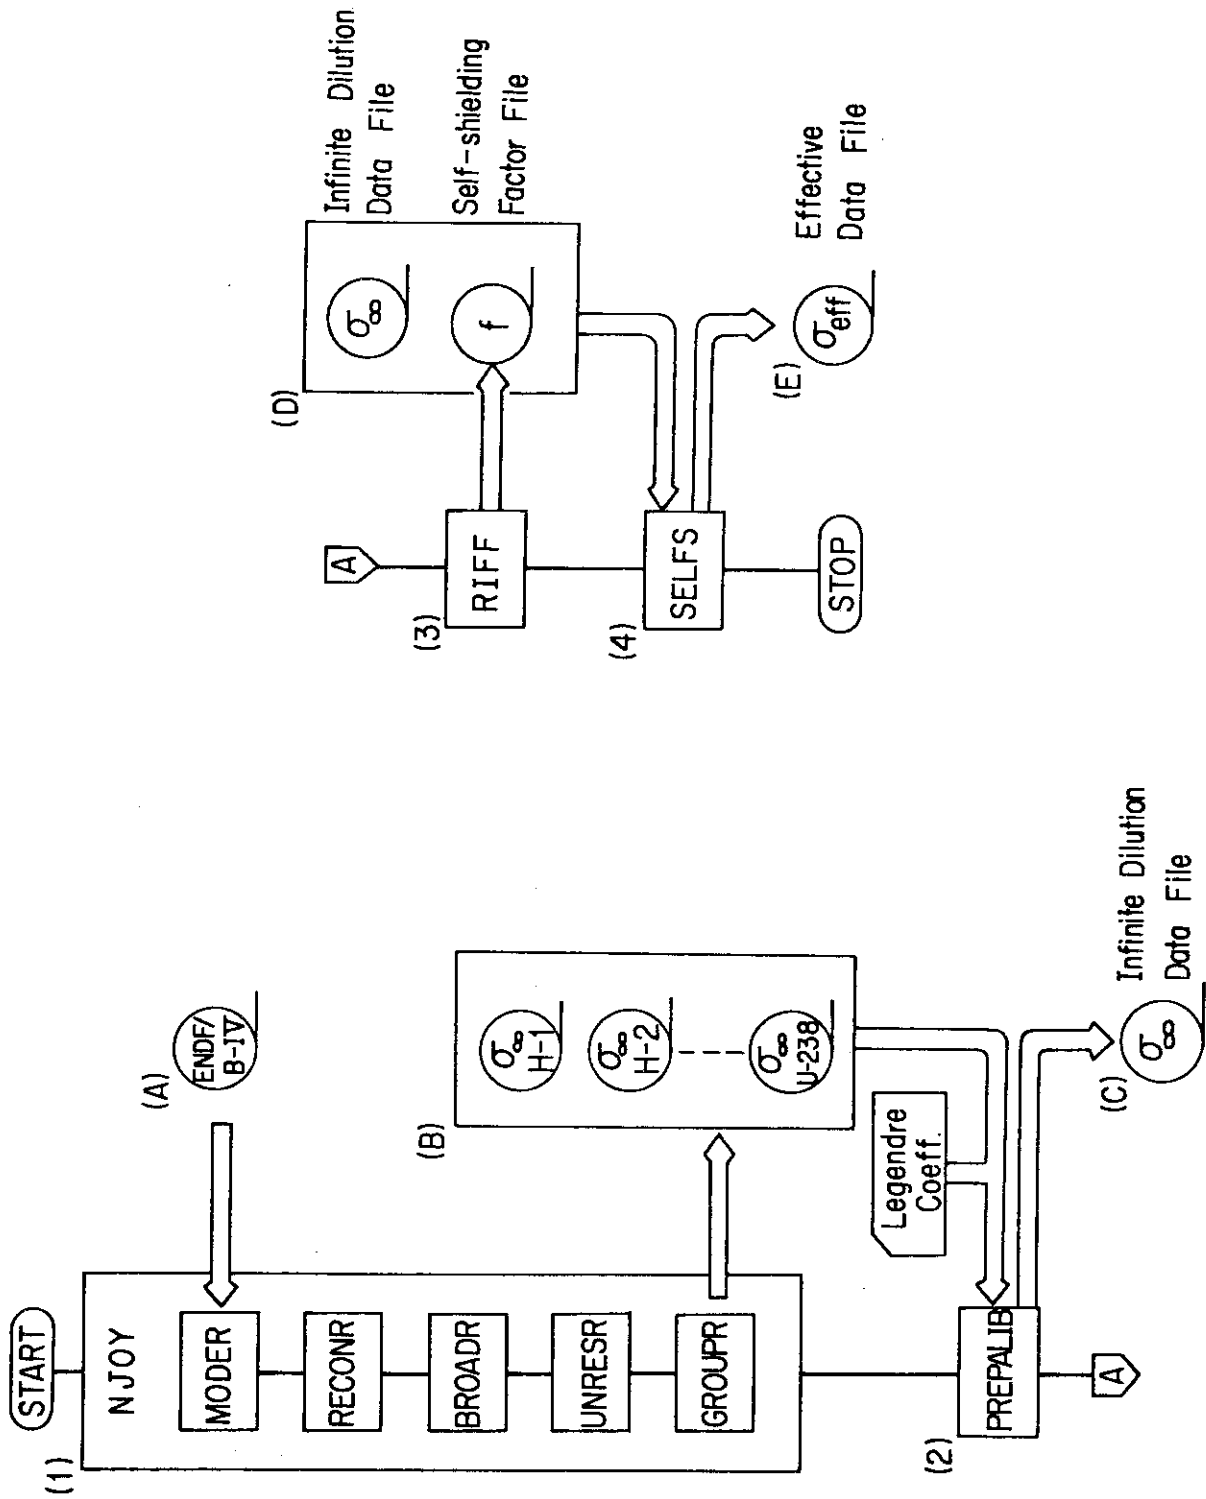 START
(1)
NJOY
MODER
RECONR
BROADR
UNRESR
GROUPR
(A)
ENDF/
B-IV
(B)
σ∞
H-1
σ∞
H-2
σ∞
U-238
Legendre
Coeff.
(2)
PREPALIB
A
(C)
σ∞
Infinite Dilution
Data File
A
(3)
RIFF
(4)
SELFS
STOP
(D)
σ∞
Infinite Dilution
Data File
f
Self-shielding
Factor File
(E)
σeff
Effective
Data File